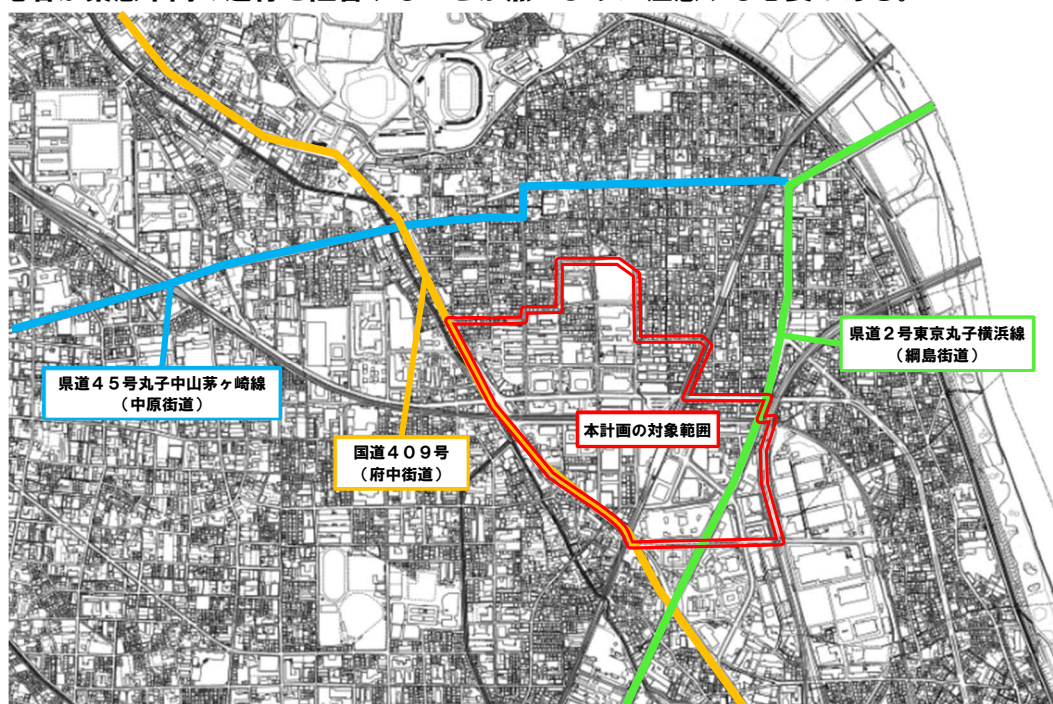 県道２号東京丸子横浜線
（綱島街道）
県道４５号丸子中山茅ヶ崎線
（中原街道）
本計画の対象範囲
国道４０９号
（府中街道）